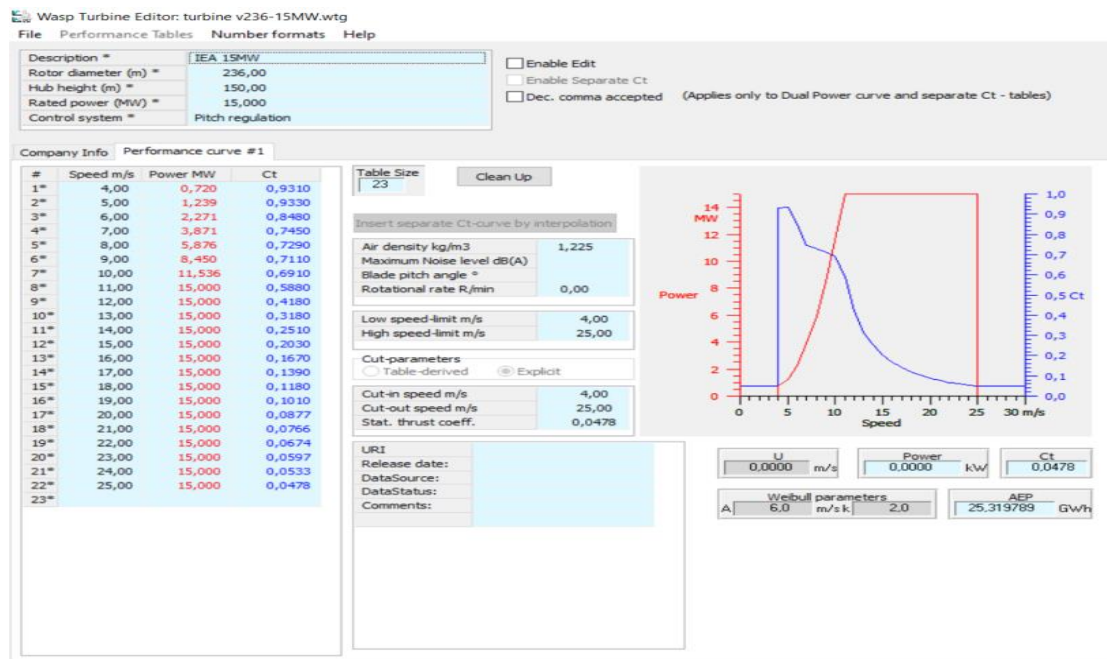 Wasp Turbine Editor: turbine v236-15MW.wtg
File Performance Tables Number formats Help
Description * IEA 15MW
Rotor diameter (m) * 236,00
Hub height (m) * 150,00
Rated power (MW) * 15,000
Control system * Pitch regulation
Enable Edit
Enable Separate Ct
Dec. comma accepted (Applies only to Dual Power curve and separate Ct - tables)
Company Info Performance curve #1
# Speed m/s Power MW Ct
1* 4,00 0,720 0,9310
2* 5,00 1,239 0,9330
3* 6,00 2,271 0,8480
4* 7,00 3,871 0,7450
5* 8,00 5,876 0,7290
6* 9,00 8,450 0,7110
7* 10,00 11,536 0,6910
8* 11,00 15,000 0,5880
9* 12,00 15,000 0,4180
10* 13,00 15,000 0,3180
11* 14,00 15,000 0,2510
12* 15,00 15,000 0,2030
13* 16,00 15,000 0,1670
14* 17,00 15,000 0,1390
15* 18,00 15,000 0,1180
16* 19,00 15,000 0,1010
17* 20,00 15,000 0,0877
18* 21,00 15,000 0,0766
19* 22,00 15,000 0,0674
20* 23,00 15,000 0,0597
21* 24,00 15,000 0,0533
22* 25,00 15,000 0,0478
23*
Table Size
23
Clean Up
Insert separate Ct-curve by interpolation
Air density kg/m3 1,225
Maximum Noise level dB(A)
Blade pitch angle °
Rotational rate R/min 0,00
Low speed-limit m/s 4,00
High speed-limit m/s 25,00
Cut-parameters
Table-derived Explicit
Cut-in speed m/s 4,00
Cut-out speed m/s 25,00
Stat. thrust coeff. 0,0478
URI
Release date:
DataSource:
DataStatus:
Comments:
14
MW
12
10
Power 8
6
4
2
0
1,0
0,9
0,8
0,7
0,6
0,5 Ct
0,4
0,3
0,2
0,1
0,0
0 5 10 15 20 25 30 m/s
Speed
U Power Ct
0,0000 m/s 0,0000 kW 0,0478
Weibull parameters AEP
A 6,0 m/s k 2,0 25,319789 GWh